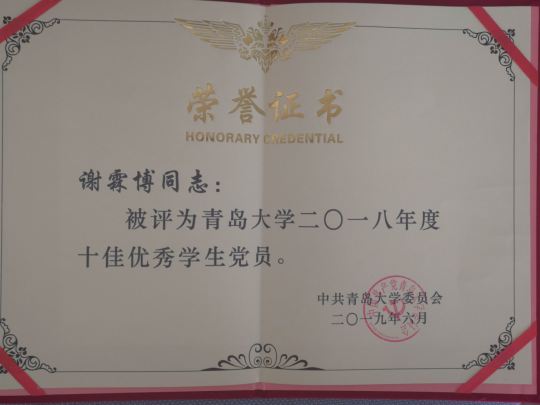 荣誉证书
HONORARY CREDENTIAL
谢霖博同志：
被评为青岛大学二〇一八年度
十佳优秀学生党员。
中共青岛大学委员会
二〇一九年六月